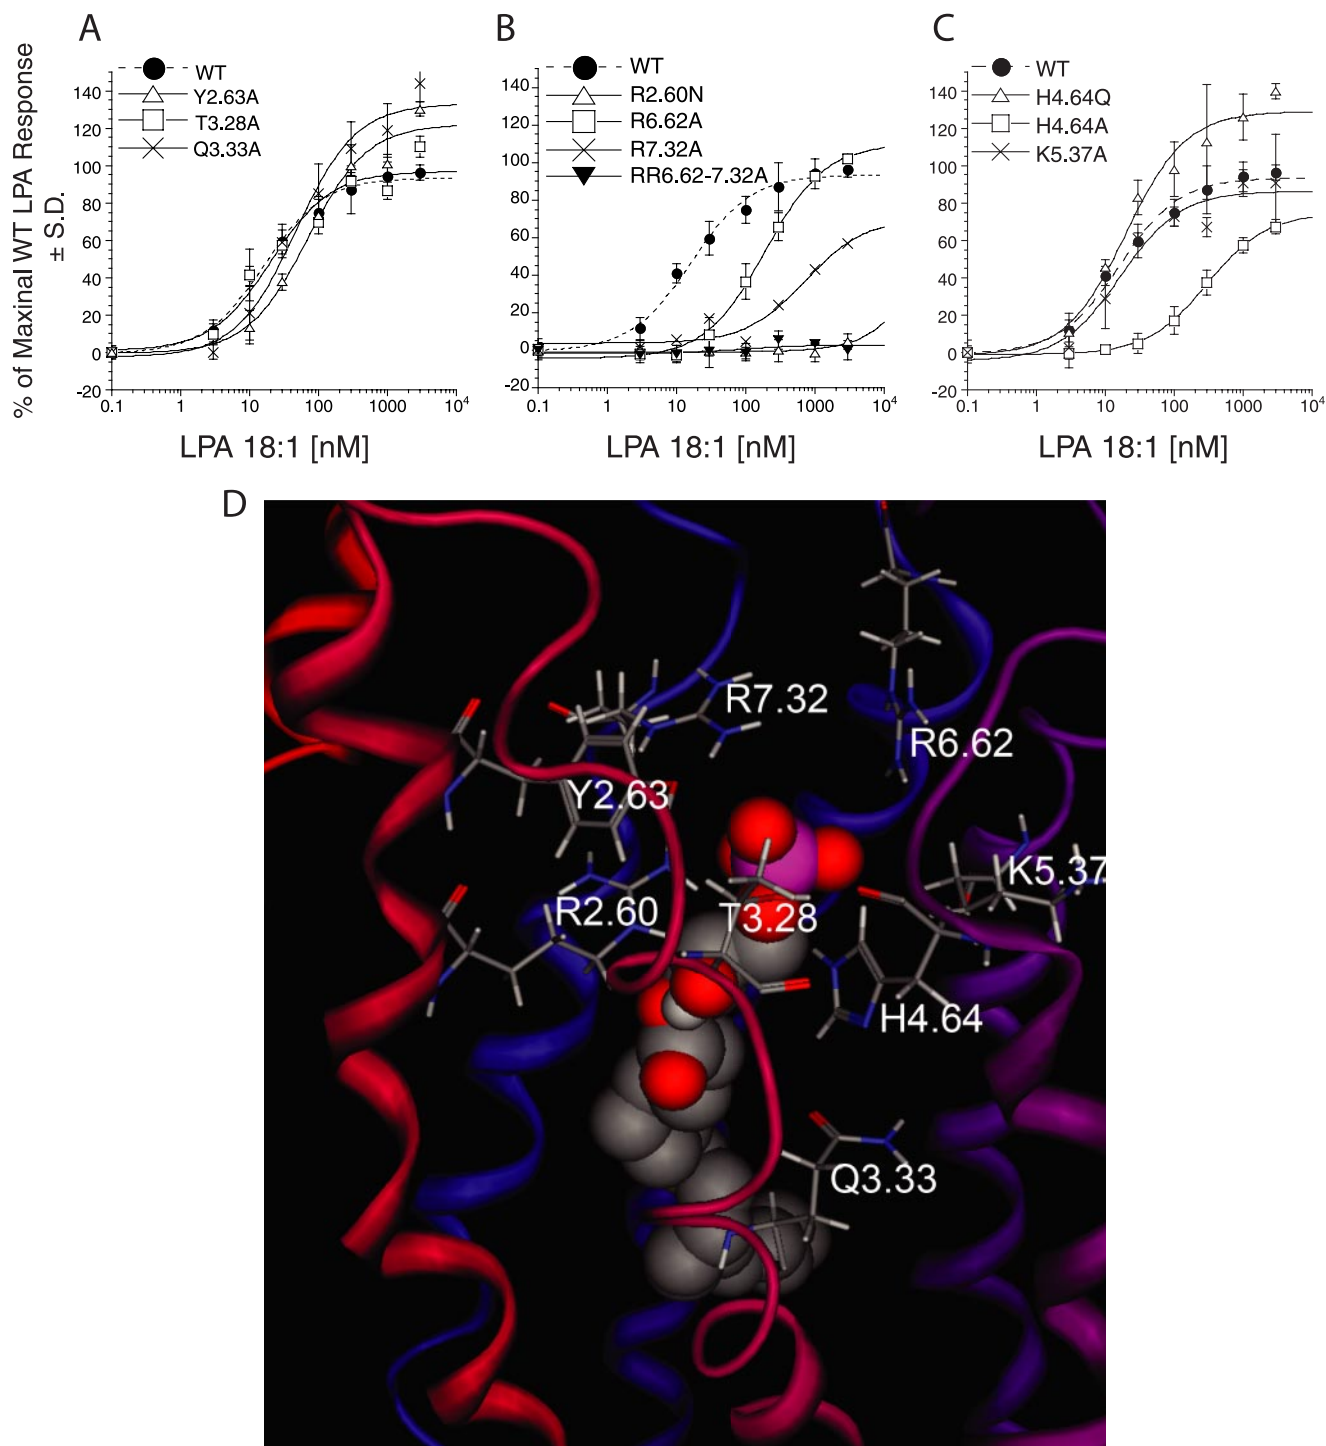 A
B
C
% of Maxinal WT LPA Response
± S.D.
WT
Y2.63A
T3.28A
Q3.33A
140
120
100
80
60
40
20
0
-20
0.1
1
10
100
1000
10⁴
LPA 18:1 [nM]
WT
R2.60N
R6.62A
R7.32A
RR6.62-7.32A
140
120
100
80
60
40
20
0
-20
0.1
1
10
100
1000
10⁴
LPA 18:1 [nM]
WT
H4.64Q
H4.64A
K5.37A
140
120
100
80
60
40
20
0
-20
0.1
1
10
100
1000
10⁴
LPA 18:1 [nM]
D
R7.32
R6.62
Y2.63
K5.37
R2.60
T3.28
H4.64
Q3.33